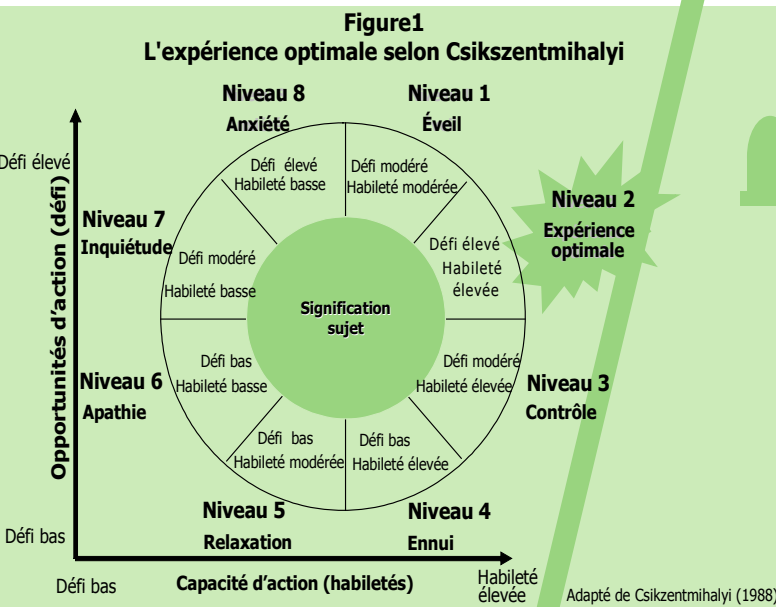 Figure1
L'expérience optimale selon Csikszentmihalyi
Niveau 8
Anxiété
Niveau 1
Éveil
Défi élevé
Opportunités d'action (défi)
Défi élevé
Habileté basse
Défi modéré
Habileté modérée
Niveau 2
Expérience
optimale
Niveau 7
Inquiétude
Défi modéré
Habileté basse
Défi élevé
Habileté
élevée
Signification
sujet
Niveau 6
Apathie
Défi bas
Habileté basse
Défi modéré
Habileté élevée
Niveau 3
Contrôle
Défi bas
Habileté modérée
Défi bas
Habileté élevée
Niveau 5
Relaxation
Niveau 4
Ennui
Défi bas
Défi bas
Capacité d'action (habiletés)
Habileté
élevée
Adapté de Csikzentmihalyi (1988)